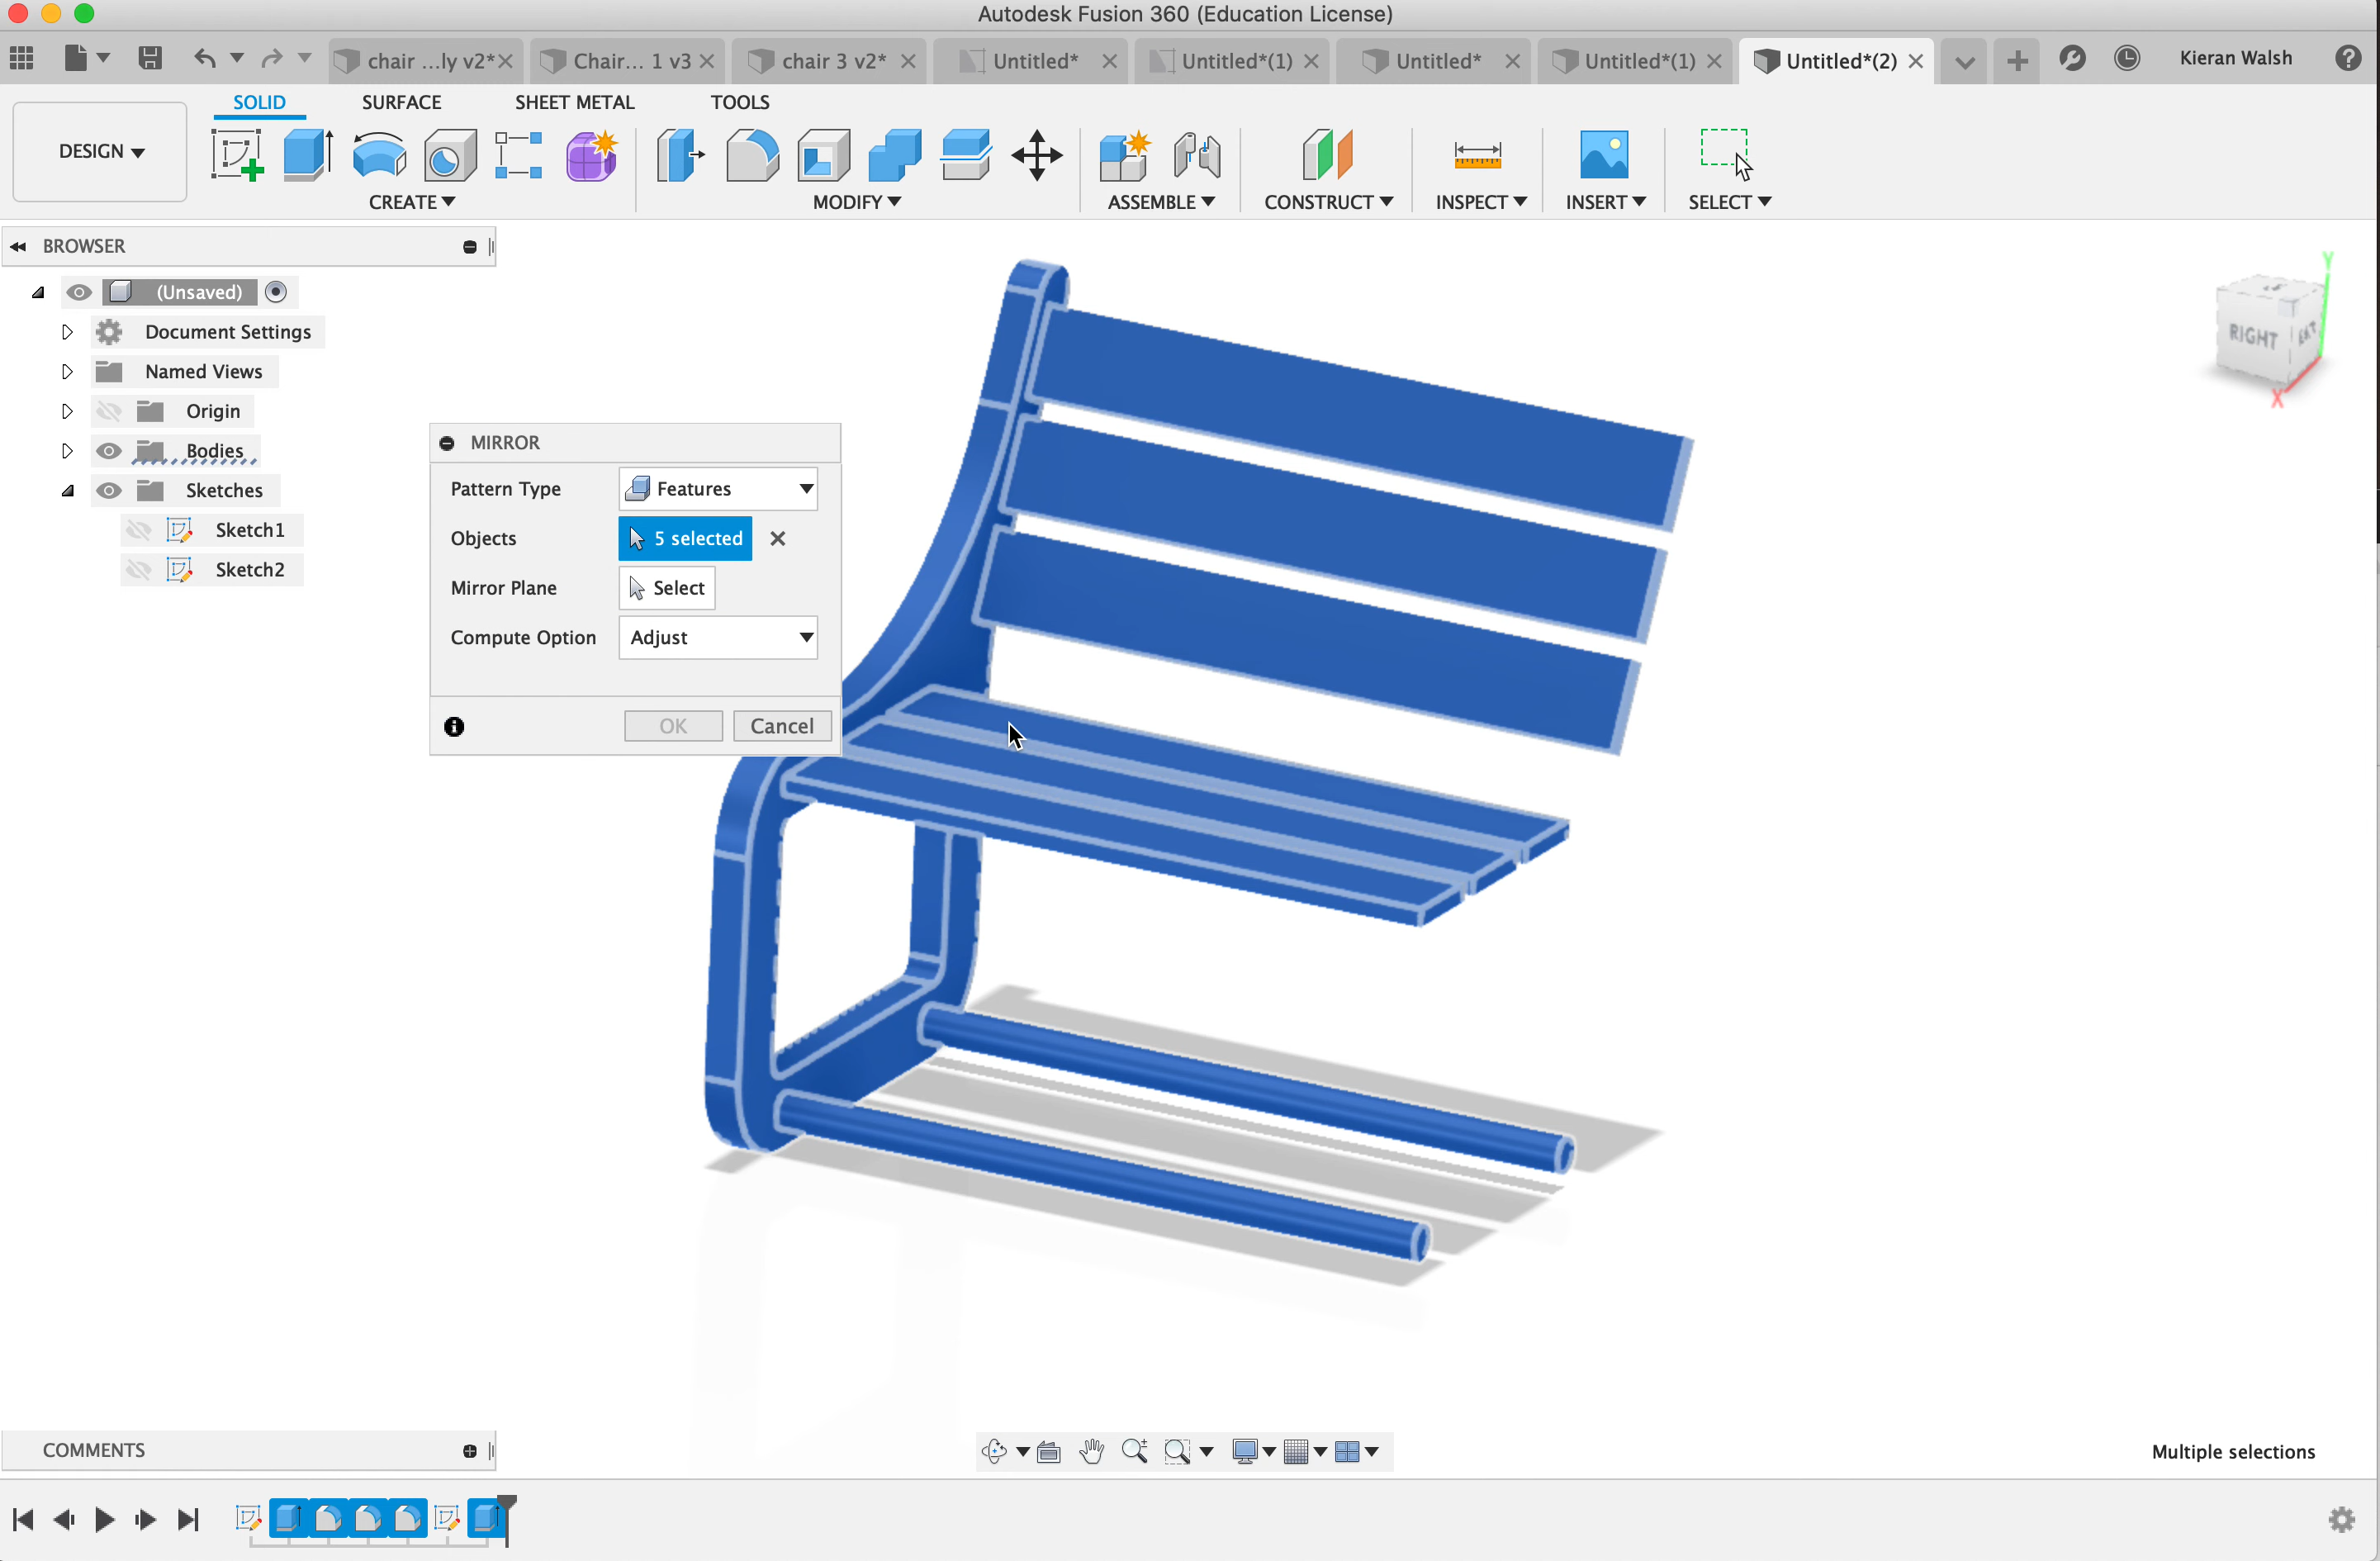 Autodesk Fusion 360 (Education License)
chair ...ly v2*
Chair... 1 v3
chair 3 v2*
Untitled*
Untitled*(1)
Untitled*
Untitled*(1)
Untitled*(2)
Kieran Walsh
DESIGN
SOLID
SURFACE
SHEET METAL
TOOLS
CREATE
MODIFY
ASSEMBLE
CONSTRUCT
INSPECT
INSERT
SELECT
BROWSER
(Unsaved)
Document Settings
Named Views
Origin
Bodies
Sketches
Sketch1
Sketch2
MIRROR
Pattern Type
Features
Objects
5 selected
Mirror Plane
Select
Compute Option
Adjust
OK
Cancel
Y
RIGHT
X
COMMENTS
Multiple selections